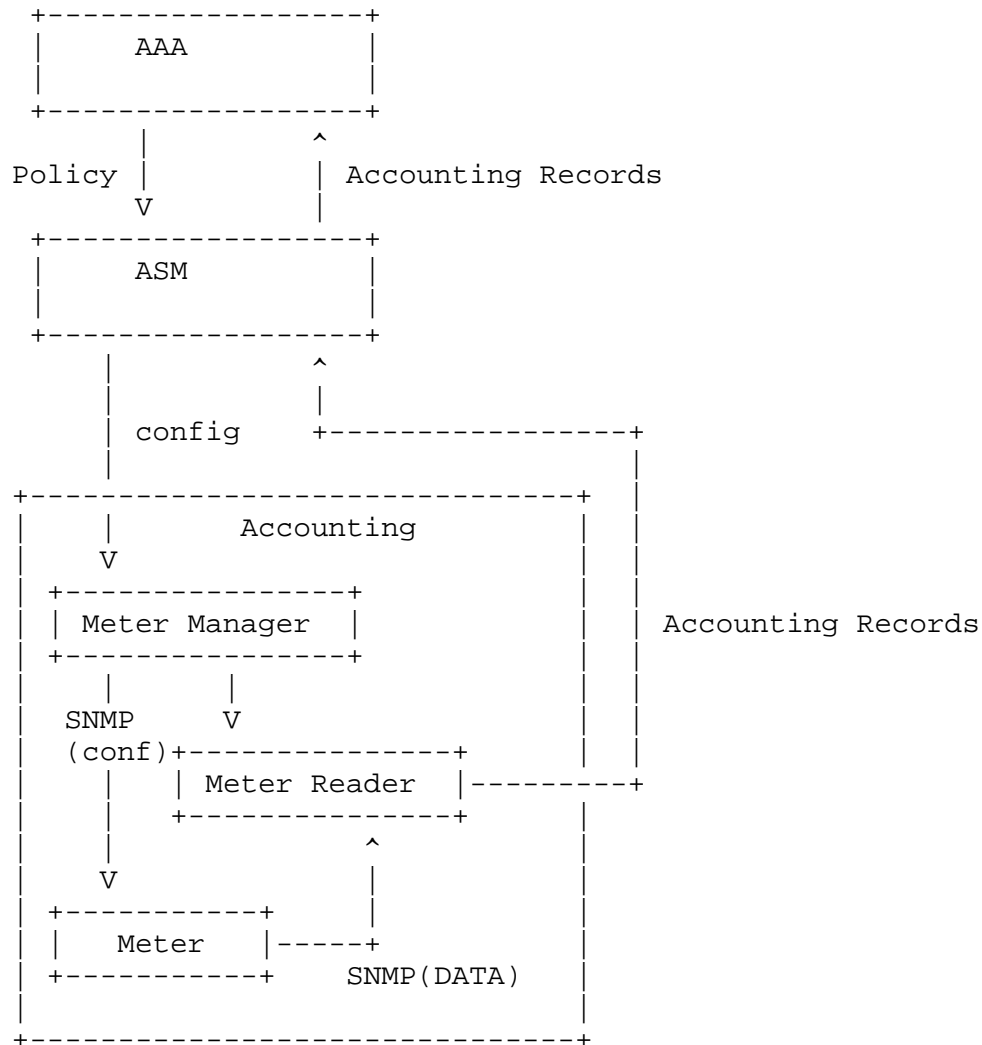 AAA
Policy
Accounting Records
V
ASM
config
Accounting
V
Meter Manager
Accounting Records
SNMP
V
(conf)
Meter Reader
V
Meter
SNMP(DATA)